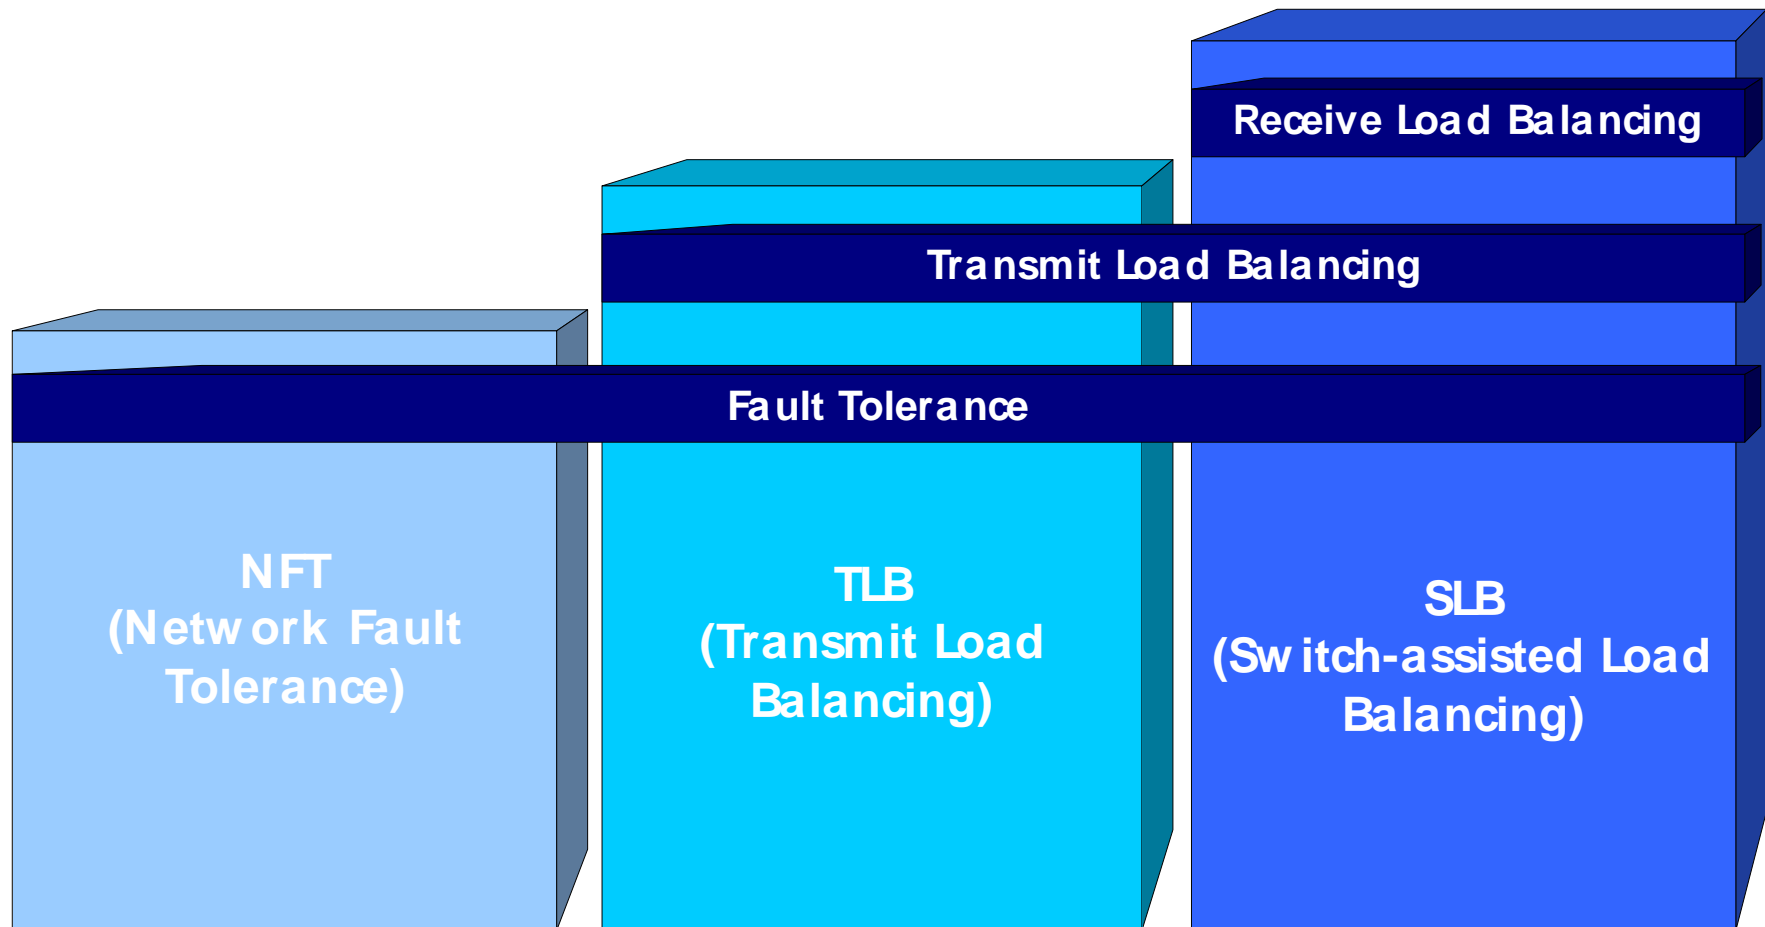 Receive Load Balancing
Transmit Load Balancing
Fault Tolerance
NFT
(Network Fault
Tolerance)
TLB
(Transmit Load
Balancing)
SLB
(Switch-assisted Load
Balancing)